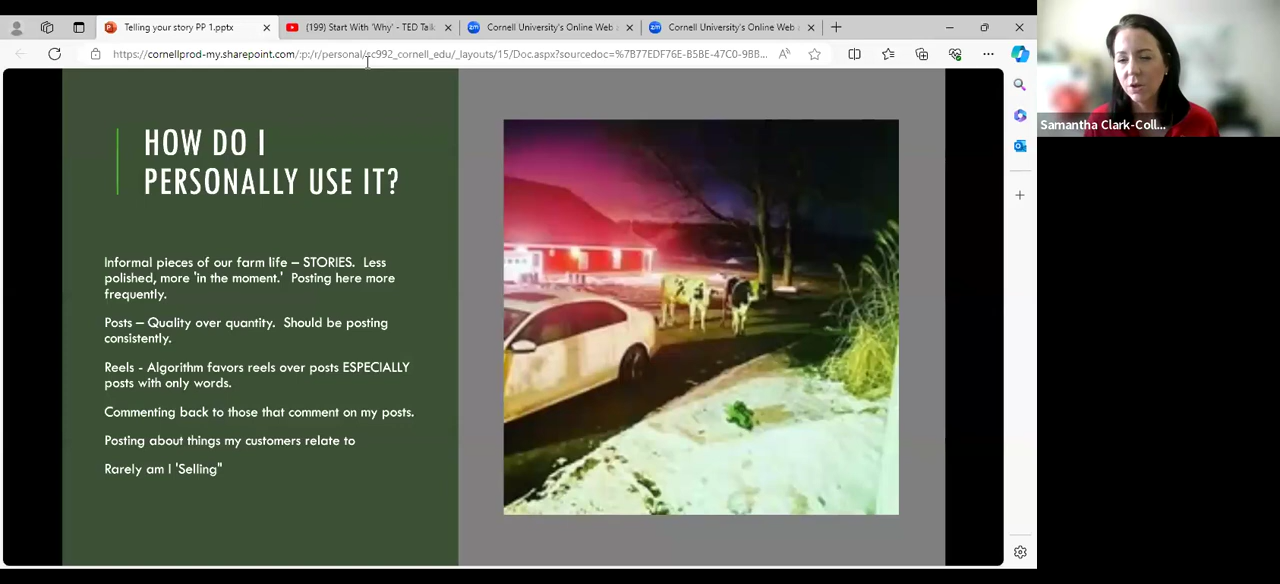 Telling your story PP 1.pptx
(199) Start With 'Why' - TED Talk
Cornell University's Online Web
Cornell University's Online Web
https://cornellprod-my.sharepoint.com/:p:/r/personal/sc992_cornell_edu/_layouts/15/Doc.aspx?sourcedoc=%7B77EDF76E-B5BE-47C0-9BB...
HOW DO I
PERSONALLY USE IT?
Informal pieces of our farm life – STORIES. Less
polished, more 'in the moment.' Posting here more
frequently.
Posts – Quality over quantity. Should be posting
consistently.
Reels - Algorithm favors reels over posts ESPECIALLY
posts with only words.
Commenting back to those that comment on my posts.
Posting about things my customers relate to
Rarely am I 'Selling"
Samantha Clark-Coll...